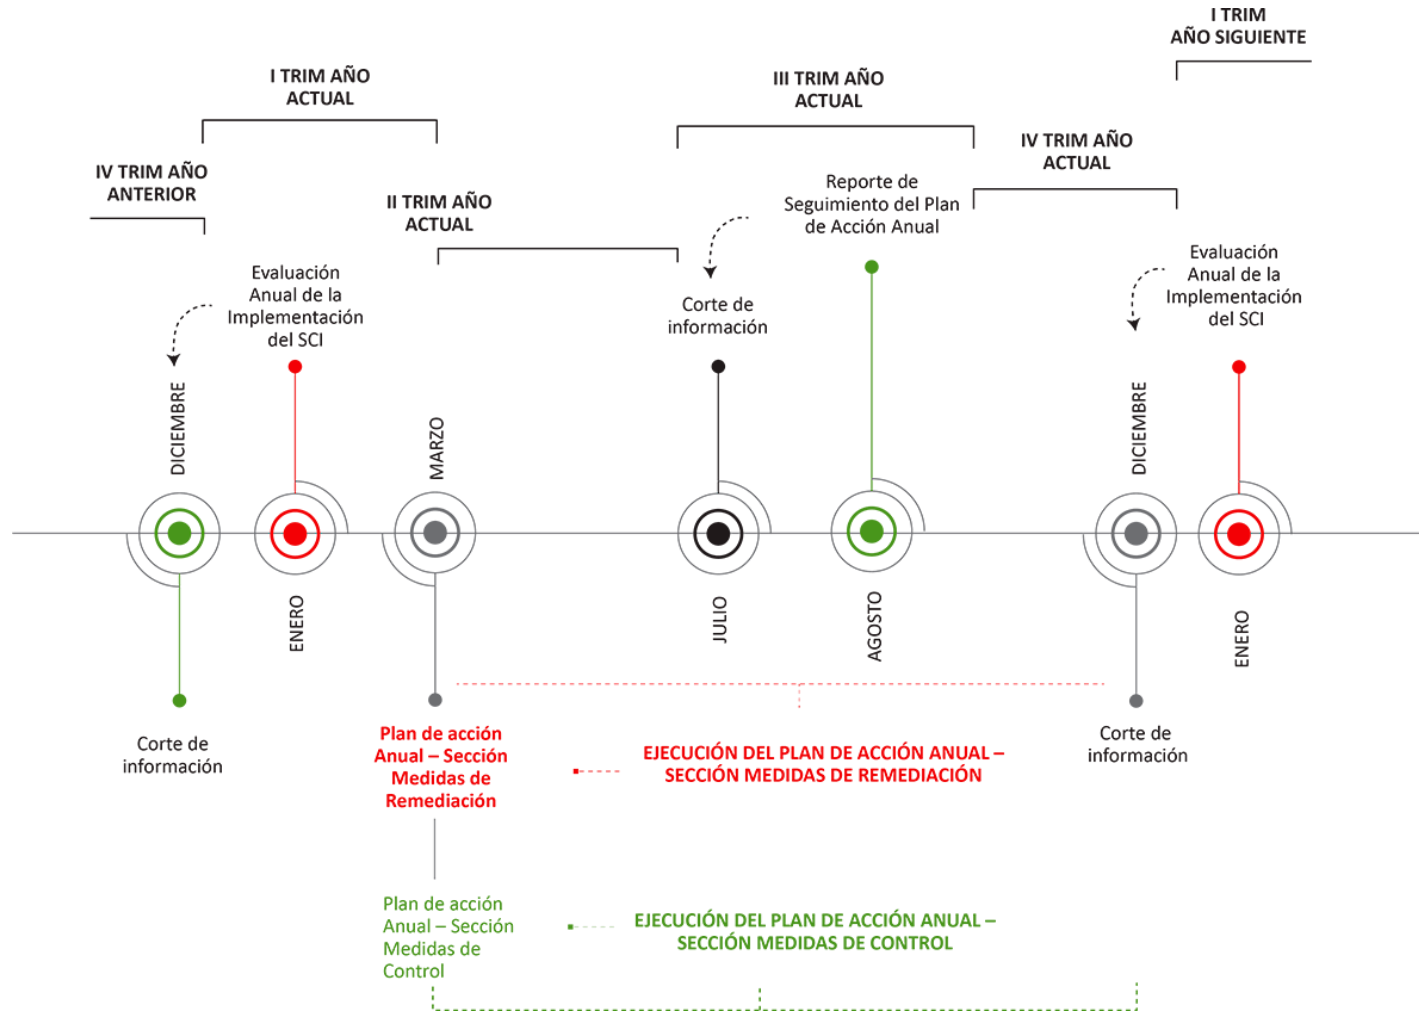 I TRIM
AÑO SIGUIENTE
I TRIM AÑO
ACTUAL
III TRIM AÑO
ACTUAL
IV TRIM AÑO
ACTUAL
IV TRIM AÑO
ANTERIOR
II TRIM AÑO
ACTUAL
Reporte de
Seguimiento del Plan
de Acción Anual
Evaluación
Anual de la
Implementación
del SCI
Corte de
información
Evaluación
Anual de la
Implementación
del SCI
DICIEMBRE
ENERO
MARZO
JULIO
AGOSTO
DICIEMBRE
ENERO
Corte de
información
Plan de acción
Anual – Sección
Medidas de
Remediación
EJECUCIÓN DEL PLAN DE ACCIÓN ANUAL –
SECCIÓN MEDIDAS DE REMEDIACIÓN
Corte de
información
Plan de acción
Anual – Sección
Medidas de
Control
EJECUCIÓN DEL PLAN DE ACCIÓN ANUAL –
SECCIÓN MEDIDAS DE CONTROL